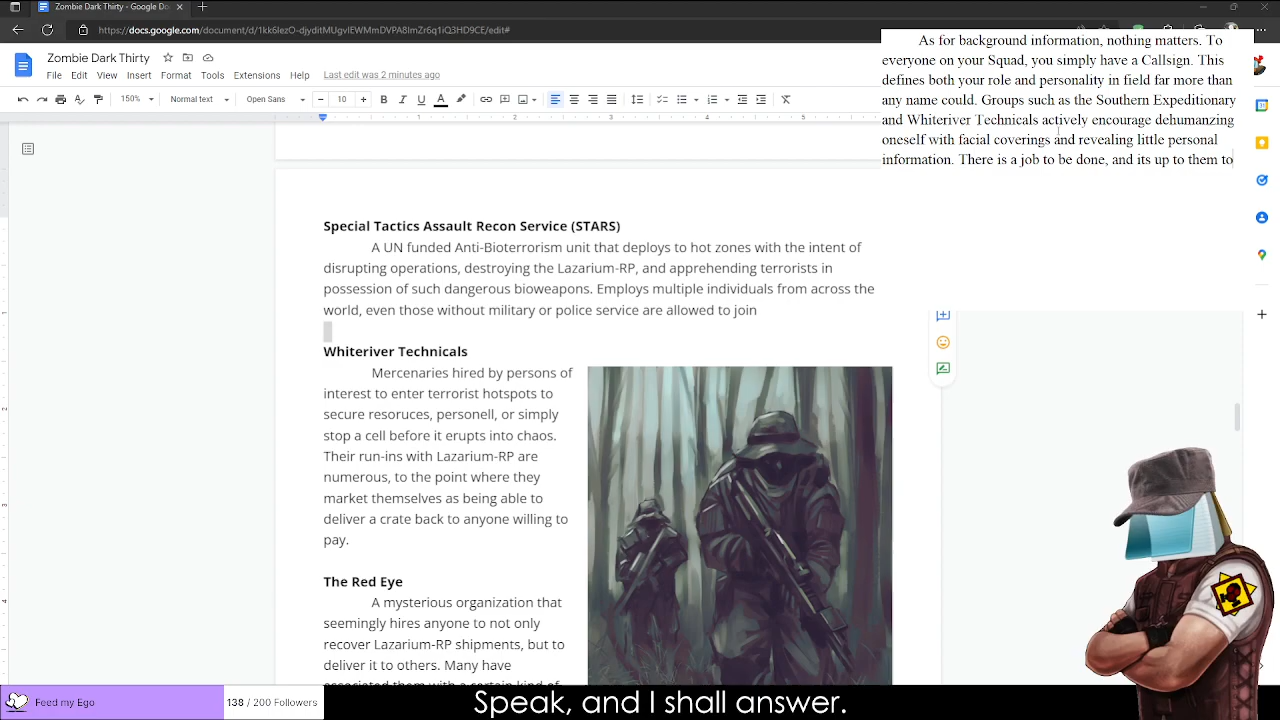 Zombie Dark Thirty - Google Do
https://docs.google.com/document/d/1kk6lezO-djyditMUgvIEWMmDVPA8lmZr6q1iQ3HD9CE/edit#
Zombie Dark Thirty
File Edit View Insert Format Tools Extensions Help Last edit was 2 minutes ago
150% Normal text Open Sans 10 B I U A
1 2 3 4 5
As for background information, nothing matters. To
everyone on your Squad, you simply have a Callsign. This
defines both your role and personality in field far more than
any name could. Groups such as the Southern Expeditionary
and Whiteriver Technicals actively encourage dehumanzing
oneself with facial coverings and revealing little personal
information. There is a job to be done, and its up to them to
Special Tactics Assault Recon Service (STARS)
A UN funded Anti-Bioterrorism unit that deploys to hot zones with the intent of
disrupting operations, destroying the Lazarium-RP, and apprehending terrorists in
possession of such dangerous bioweapons. Employs multiple individuals from across the
world, even those without military or police service are allowed to join
Whiteriver Technicals
Mercenaries hired by persons of
interest to enter terrorist hotspots to
secure resoruces, personell, or simply
stop a cell before it erupts into chaos.
Their run-ins with Lazarium-RP are
numerous, to the point where they
market themselves as being able to
deliver a crate back to anyone willing to
pay.
The Red Eye
A mysterious organization that
seemingly hires anyone to not only
recover Lazarium-RP shipments, but to
deliver it to others. Many have
associated them with a certain kind of
Feed my Ego 138 / 200 Followers
Speak, and I shall answer.